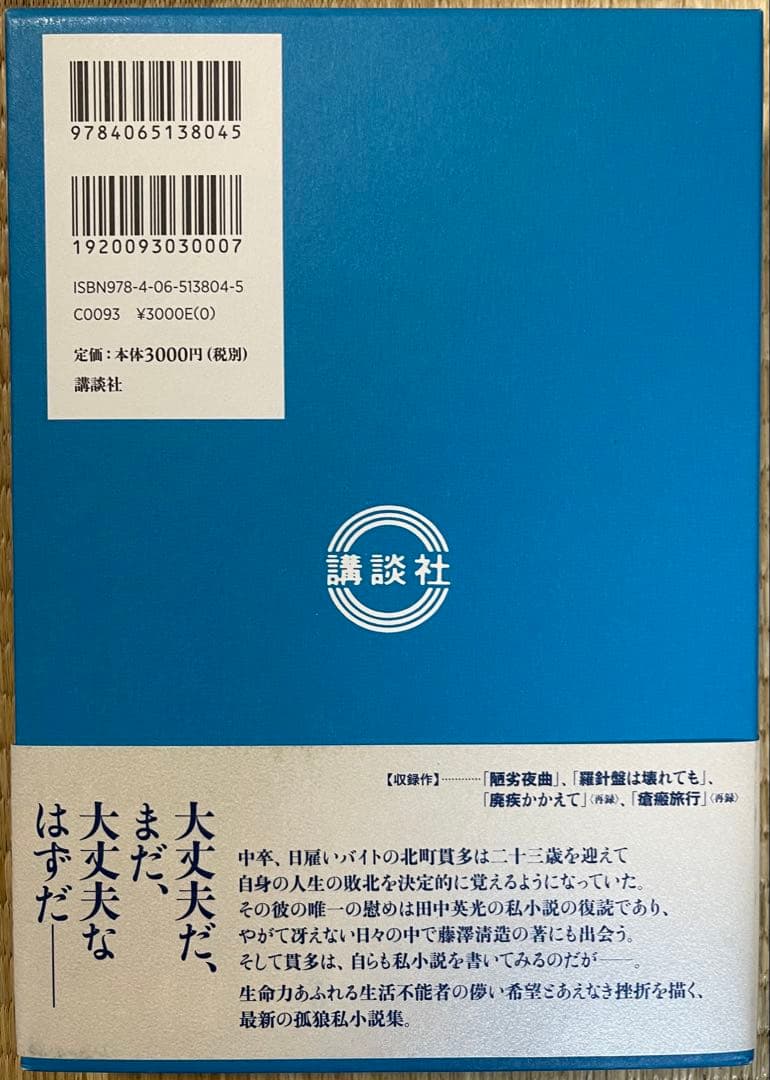 9784065138045
1920093030007
ISBN978-4-06-513804-5
C0093 ¥3000E(0)
定価：本体3000円（税別）
講談社
講談社
【収録作】…………「陋劣夜曲」、「羅針盤は壊れても」、
「廃疾かかえて」〈再録〉、「瘡瘢旅行」〈再録〉
大丈夫だ、
まだ、
大丈夫な
はずだ――
中卒、日雇いバイトの北町貫多は二十三歳を迎えて
自身の人生の敗北を決定的に覚えるようになっていた。
その彼の唯一の慰めは田中英光の私小説の復読であり、
やがて冴えない日々の中で藤澤清造の著にも出会う。
そして貫多は、自らも私小説を書いてみるのだが――。
生命力あふれる生活不能者の儚い希望とあえなき挫折を描く、
最新の孤狼私小説集。